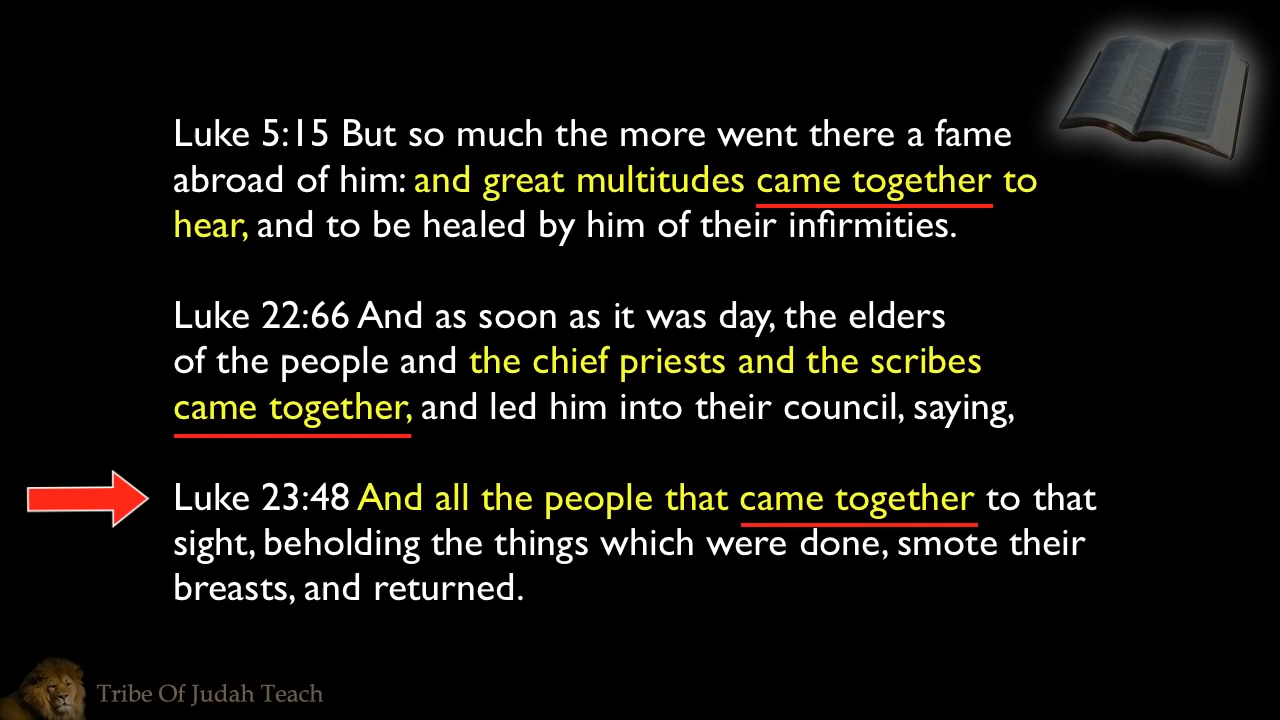 Luke 5:15 But so much the more went there a fame
abroad of him: and great multitudes came together to
hear, and to be healed by him of their infirmities.
Luke 22:66 And as soon as it was day, the elders
of the people and the chief priests and the scribes
came together, and led him into their council, saying,
Luke 23:48 And all the people that came together to that
sight, beholding the things which were done, smote their
breasts, and returned.
Tribe Of Judah Teach